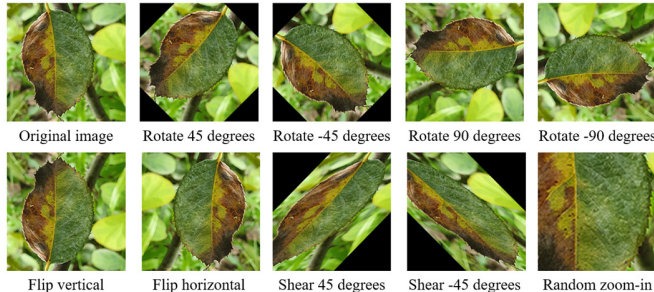 Original image
Rotate 45 degrees
Rotate -45 degrees
Rotate 90 degrees
Rotate -90 degrees
Flip vertical
Flip horizontal
Shear 45 degrees
Shear -45 degrees
Random zoom-in